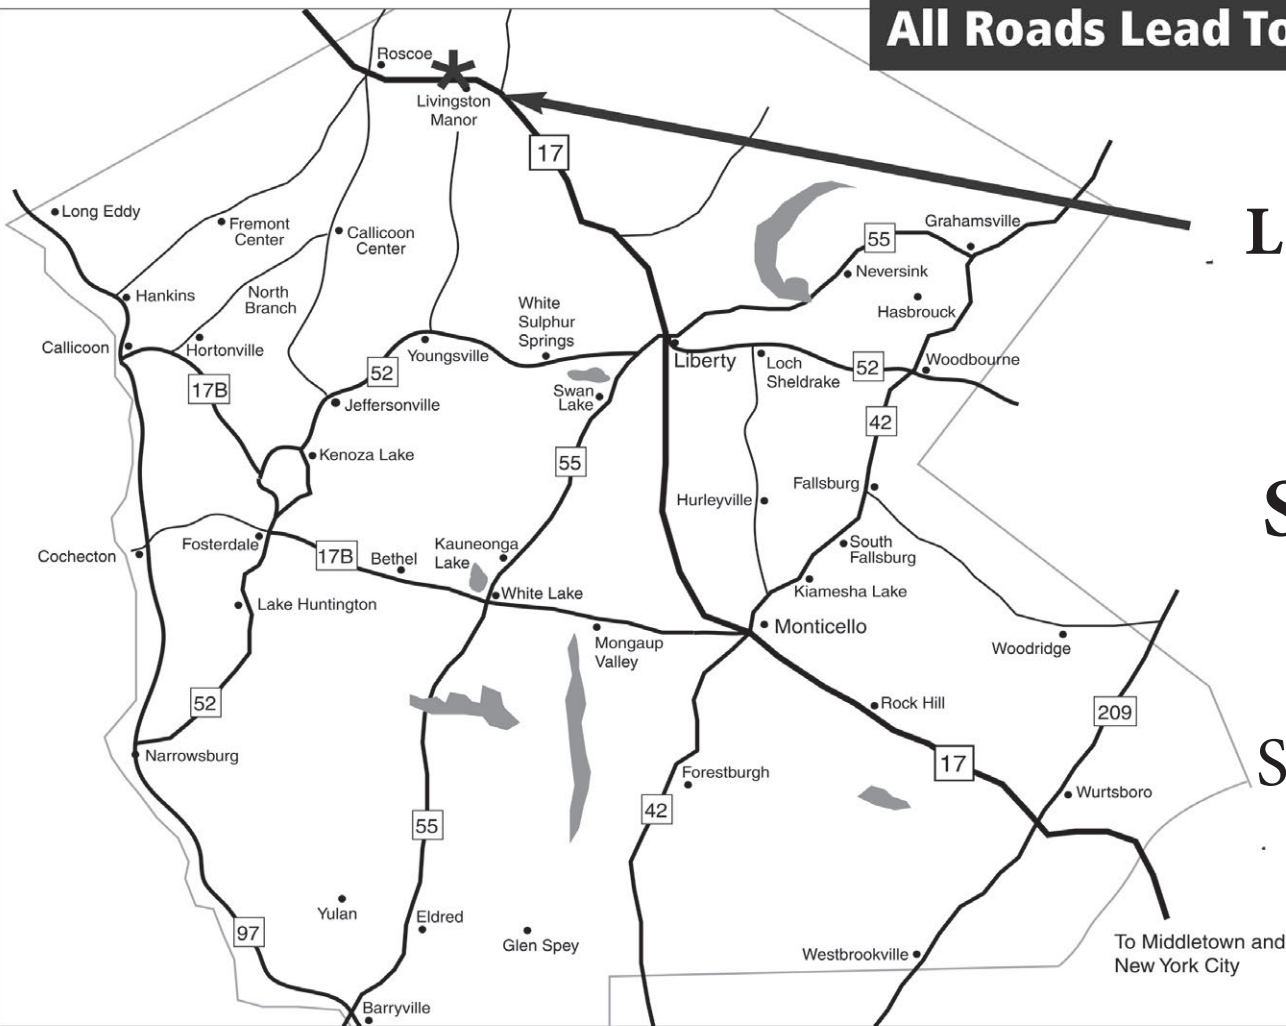 All Roads Lead To
Roscoe
Livingston
Manor
17
L
Long Eddy
Fremont
Center
Callicoon
Center
Grahamsville
55
Neversink
Hankins
North
Branch
White
Sulphur
Springs
Hasbrouck
Callicoon
Hortonville
Youngsville
Liberty
Loch
Sheldrake
52
Woodbourne
17B
52
Swan
Lake
Jeffersonville
42
Kenoza Lake
55
Fallsburg
Hurleyville
S
Cochecton
Fosterdale
17B
Bethel
Kauneonga
Lake
South
Fallsburg
Lake Huntington
White Lake
Kiamesha Lake
Monticello
Mongaup
Valley
Woodridge
52
Rock Hill
209
Narrowsburg
17
S
Forestburgh
42
Wurtsboro
55
Yulan
Eldred
97
Glen Spey
Westbrookville
To Middletown and
New York City
Barryville